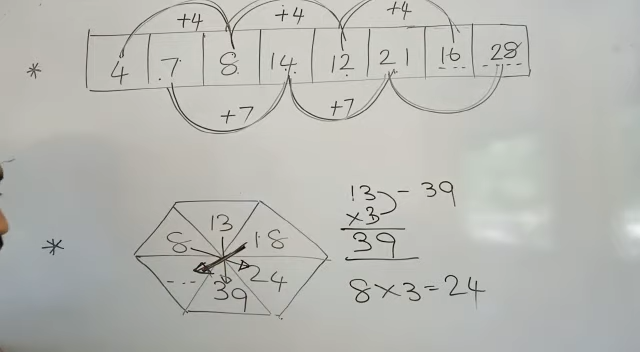 +4 +4 +4
* 4 7 8 14 12 21 16 28
+7 +7
13 - 39
×3
39
8 × 3 = 24
* 13
8 18
--- 24
39